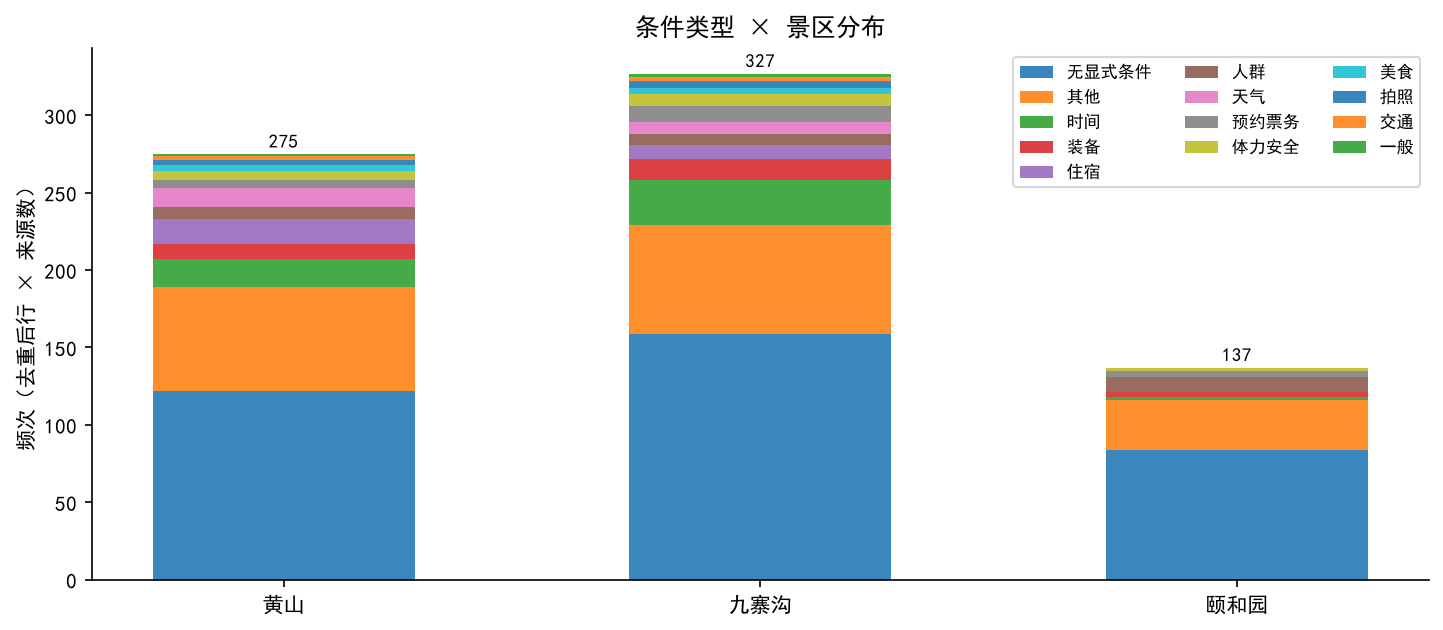 条件类型 × 景区分布
频次（去重后行 × 来源数）
300
250
200
150
100
50
0
275
327
137
黄山
九寨沟
颐和园
无显式条件
其他
时间
装备
住宿
人群
天气
预约票务
体力安全
美食
拍照
交通
一般